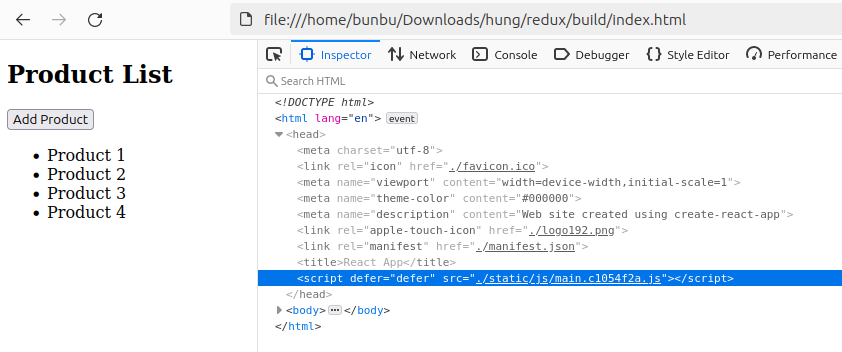 file:///home/bunbu/Downloads/hung/redux/build/index.html
Product List
Add Product
Product 1
Product 2
Product 3
Product 4
Inspector Network Console Debugger Style Editor Performance
Search HTML
<!DOCTYPE html>
<html lang="en"> event
<head>
<meta charset="utf-8">
<link rel="icon" href="./favicon.ico">
<meta name="viewport" content="width=device-width,initial-scale=1">
<meta name="theme-color" content="#000000">
<meta name="description" content="Web site created using create-react-app">
<link rel="apple-touch-icon" href="./logo192.png">
<link rel="manifest" href="./manifest.json">
<title>React App</title>
<script defer="defer" src="./static/js/main.c1054f2a.js"></script>
</head>
<body>...</body>
</html>